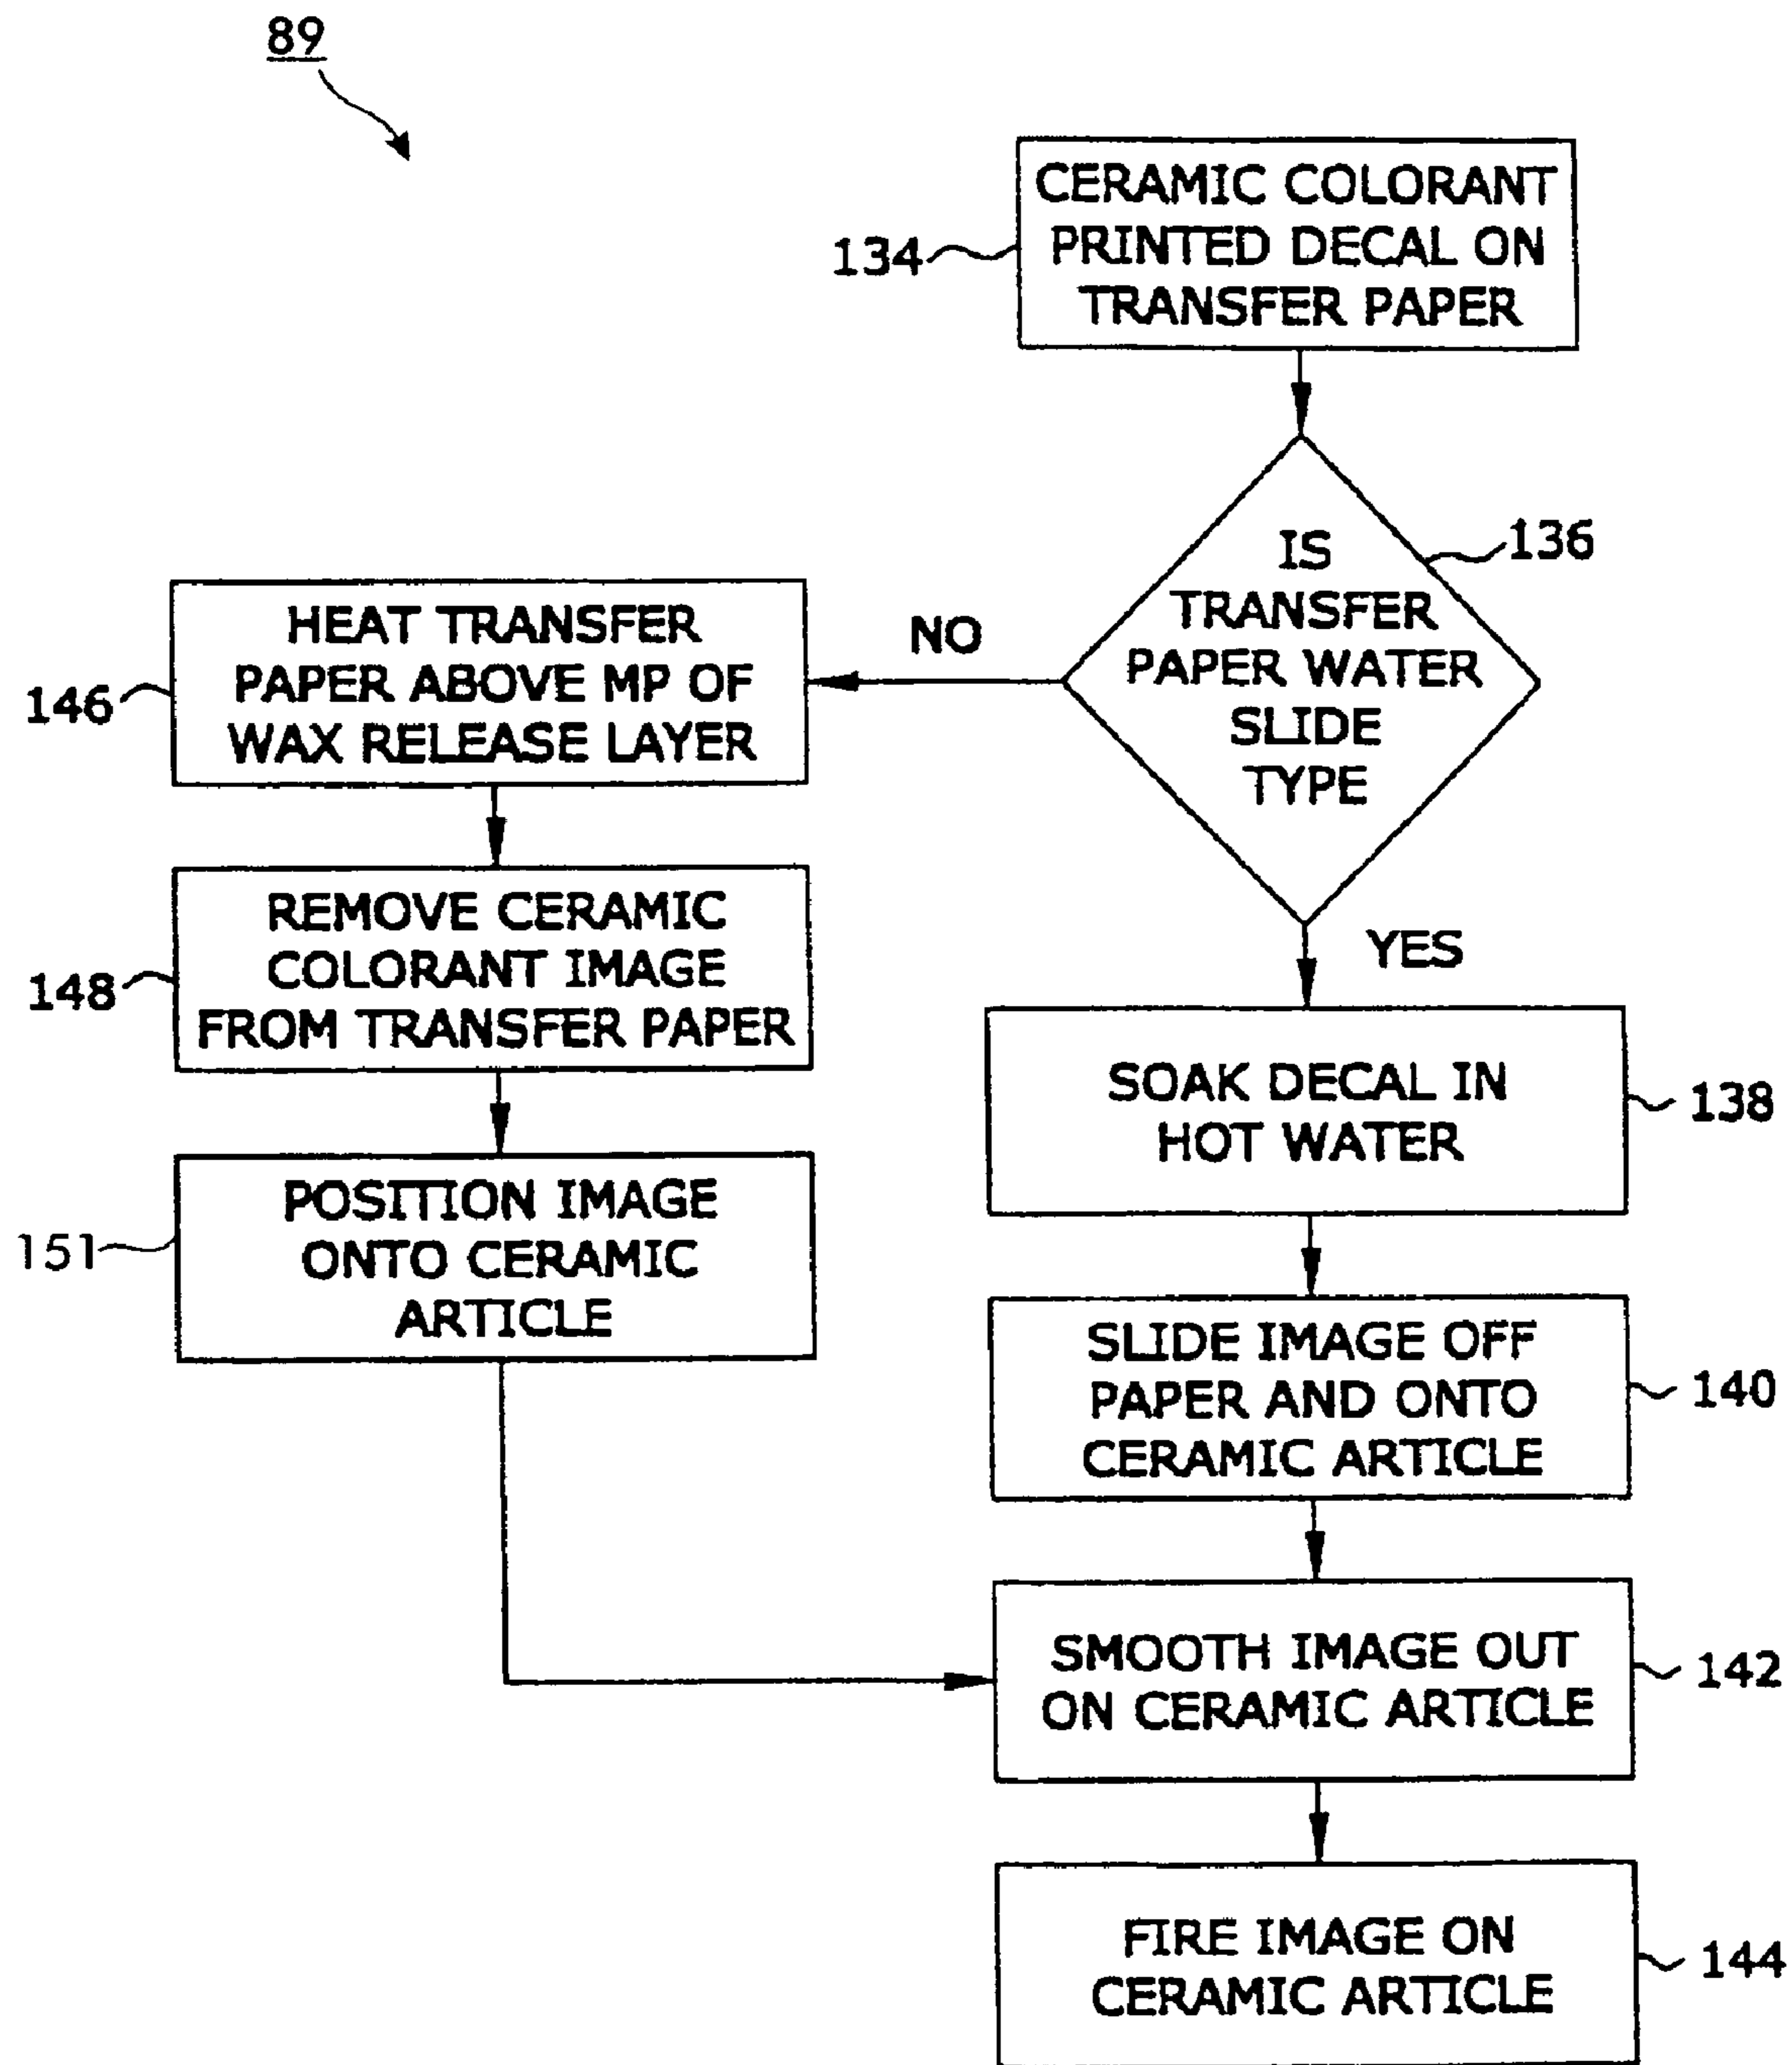 89
CERAMIC COLORANT
PRINTED DECAL ON
TRANSFER PAPER
134
IS
TRANSFER
PAPER WATER
SLIDE
TYPE
136
NO
YES
HEAT TRANSFER
PAPER ABOVE MP OF
WAX RELEASE LAYER
146
REMOVE CERAMIC
COLORANT IMAGE
FROM TRANSFER PAPER
148
POSITION IMAGE
ONTO CERAMIC
ARTICLE
151
SOAK DECAL IN
HOT WATER
138
SLIDE IMAGE OFF
PAPER AND ONTO
CERAMIC ARTICLE
140
SMOOTH IMAGE OUT
ON CERAMIC ARTICLE
142
FIRE IMAGE ON
CERAMIC ARTICLE
144